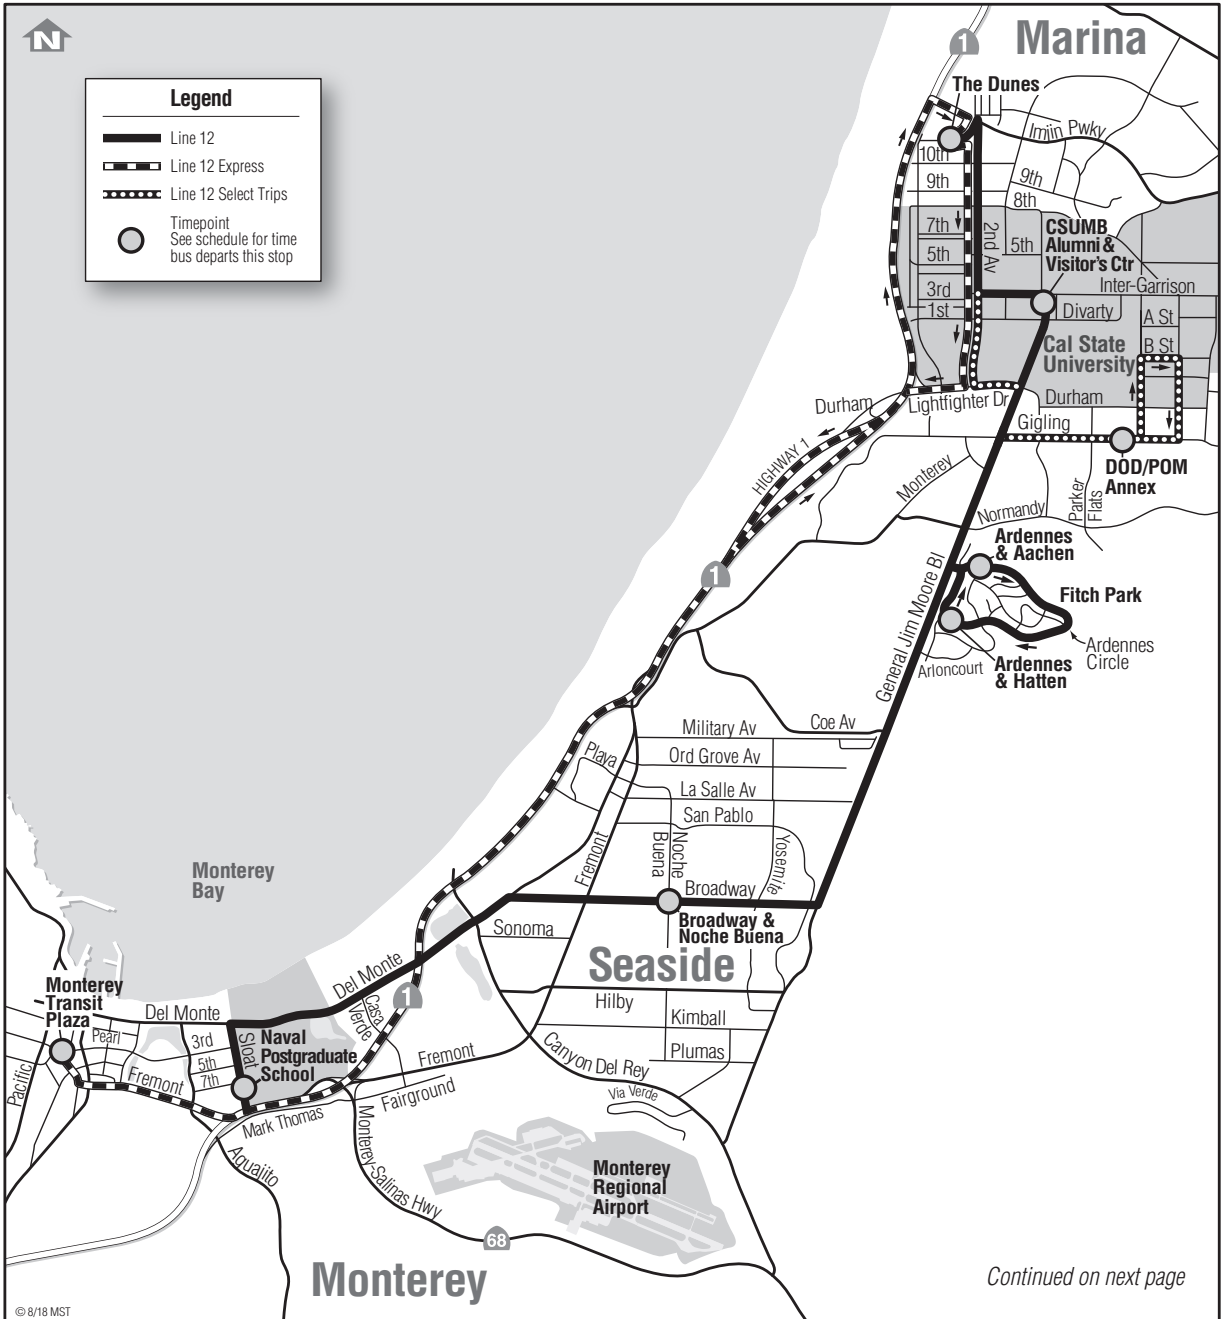 N
Marina
1
Legend
Line 12
Line 12 Express
Line 12 Select Trips
Timepoint
See schedule for time
bus departs this stop
The Dunes
Imjin Pwky
10th
9th
9th
8th
7th
5th
3rd
1st
2nd Av
5th
CSUMB
Alumni &
Visitor's Ctr
Inter-Garrison
Divarty
A St
B St
Cal State
University
Durham
Lightfighter Dr
Durham
Gigling
HIGHWAY 1
DOD/POM
Annex
Monterey
Normandy
Parker
Flats
Ardennes
& Aachen
1
Fitch Park
General Jim Moore Bl
Ardennes
Circle
Arloncourt
Ardennes
& Hatten
Military Av
Coe Av
Ord Grove Av
Playa
La Salle Av
San Pablo
Fremont
Noche
Buena
Yosemite
Monterey
Bay
Broadway
Broadway &
Noche Buena
Sonoma
Seaside
Del Monte
Casa
Verde
1
Hilby
Kimball
Plumas
Monterey
Transit
Plaza
Del Monte
Pearl
3rd
5th
7th
Sloat
Naval
Postgraduate
School
Fremont
Pacific
Fremont
Canyon Del Rey
Fairground
Via Verde
Mark Thomas
Aguajito
Monterey-Salinas Hwy
Monterey
Regional
Airport
68
Monterey
Continued on next page
© 8/18 MST